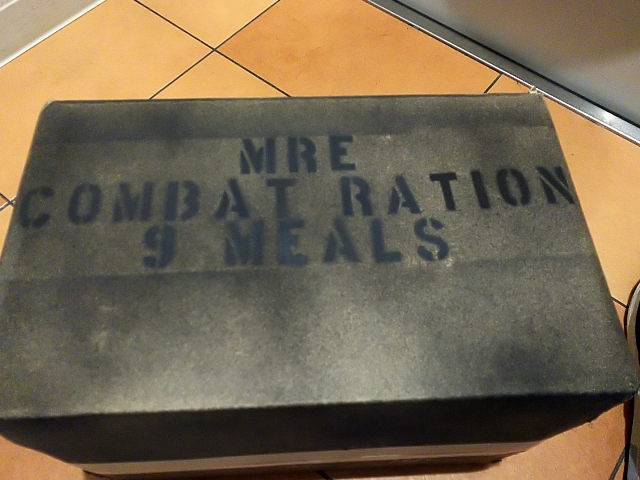 MRE
COMBAT RATION
9 MEALS